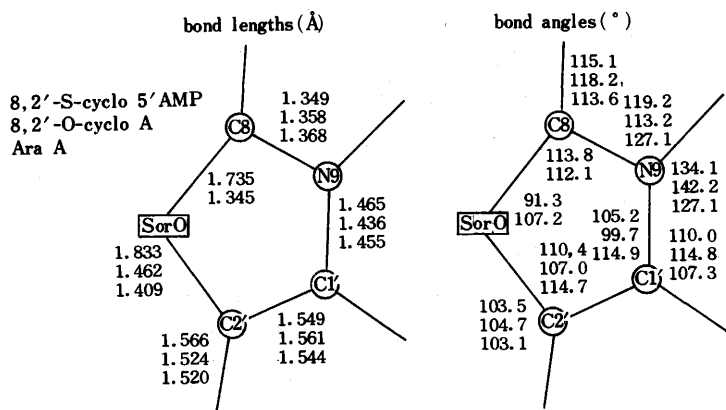 bond lengths(Å)
8,2′-S-cyclo 5′AMP
8,2′-O-cyclo A
Ara A
1.349
1.358
1.368
C8
N9
1.735
1.345
1.465
1.436
1.455
SorO
1.833
1.462
1.409
C1′
C2′
1.549
1.561
1.544
1.566
1.524
1.520
bond angles(°)
115.1
118.2
113.6
119.2
113.2
127.1
C8
113.8
112.1
N9
134.1
142.2
127.1
91.3
107.2
SorO
105.2
99.7
114.9
110,4
107.0
114.7
110.0
114.8
107.3
C1′
103.5
104.7
103.1
C2′